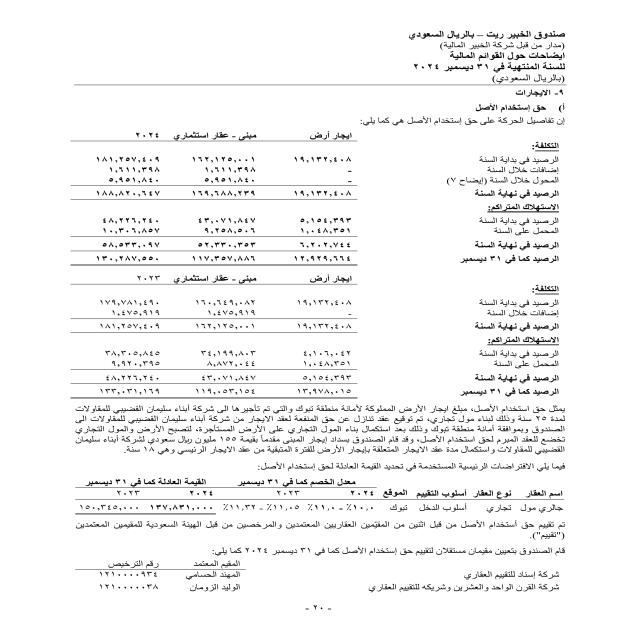 صندوق الخبير ريت – بالريال السعودي
(مدار من قبل شركة الخبير المالية)
إيضاحات حول القوائم المالية
للسنة المنتهية في ٣١ ديسمبر ٢٠٢٤
(بالريال السعودي)
٩- الإيجارات
أ) حق إستخدام الأصل
إن تفاصيل الحركة على حق إستخدام الأصل هي كما يلي:
ايجار أرض مبنى – عقار استثماري ٢٠٢٤
التكلفة:
الرصيد في بداية السنة ١٩,١٣٢,٤٠٨ ١٦٢,١٢٥,٠٠١ ١٨١,٢٥٧,٤٠٩
إضافات خلال السنة - ١,٦١١,٣٩٨ ١,٦١١,٣٩٨
المحول خلال السنة (إيضاح ٧) - ٥,٩٥١,٨٤٠ ٥,٩٥١,٨٤٠
الرصيد في نهاية السنة ١٩,١٣٢,٤٠٨ ١٦٩,٦٨٨,٢٣٩ ١٨٨,٨٢٠,٦٤٧
الاستهلاك المتراكم:
الرصيد في بداية السنة ٥,١٥٤,٣٩٣ ٤٣,٠٧١,٨٤٧ ٤٨,٢٢٦,٢٤٠
المحمل على السنة ١,٠٤٨,٣٥١ ٩,٢٥٨,٥٠٦ ١٠,٣٠٦,٨٥٧
الرصيد في نهاية السنة ٦,٢٠٢,٧٤٤ ٥٢,٣٣٠,٣٥٣ ٥٨,٥٣٣,٠٩٧
الرصيد كما في ٣١ ديسمبر ١٢,٩٢٩,٦٦٤ ١١٧,٣٥٧,٨٨٦ ١٣٠,٢٨٧,٥٥٠
ايجار أرض مبنى – عقار استثماري ٢٠٢٣
التكلفة:
الرصيد في بداية السنة ١٩,١٣٢,٤٠٨ ١٦٠,٦٤٩,٠٨٢ ١٧٩,٧٨١,٤٩٠
إضافات خلال السنة - ١,٤٧٥,٩١٩ ١,٤٧٥,٩١٩
الرصيد في نهاية السنة ١٩,١٣٢,٤٠٨ ١٦٢,١٢٥,٠٠١ ١٨١,٢٥٧,٤٠٩
الاستهلاك المتراكم:
الرصيد في بداية السنة ٤,١٠٦,٠٤٢ ٣٤,١٩٩,٨٠٣ ٣٨,٣٠٥,٨٤٥
المحمل على السنة ١,٠٤٨,٣٥١ ٨,٨٧٢,٠٤٤ ٩,٩٢٠,٣٩٥
الرصيد في نهاية السنة ٥,١٥٤,٣٩٣ ٤٣,٠٧١,٨٤٧ ٤٨,٢٢٦,٢٤٠
الرصيد كما في ٣١ ديسمبر ١٣,٩٧٨,٠١٥ ١١٩,٠٥٣,١٥٤ ١٣٣,٠٣١,١٦٩
يمثل حق استخدام الأصل، مبلغ ايجار الأرض المملوكة لأمانة منطقة تبوك والتي تم تأجيرها الى شركة أبناء سليمان القضيبي للمقاولات
لمدة ٢٥ سنة وذلك لبناء مول تجاري، تم توقيع عقد تنازل عن حق المنفعة لعقد الايجار من شركة أبناء سليمان القضيبي للمقاولات الى
الصندوق وبموافقة أمانة منطقة تبوك وذلك بعد استكمال بناء المول التجاري على الأرض المستأجرة، لتصبح الأرض والمول التجاري
تخضع للعقد المبرم لحق استخدام الأصل، وقد قام الصندوق بسداد إيجار المبنى مقدماً بقيمة ١٥٥ مليون ريال سعودي لشركة أبناء سليمان
القضيبي للمقاولات واستكمال مدة عقد الايجار المتعلقة بإيجار الأرض للفترة المتبقية من عقد الايجار الرئيسي وهي ١٨ سنة.
فيما يلي الافتراضات الرئيسية المستخدمة في تحديد القيمة العادلة لحق إستخدام الأصل:
معدل الخصم كما في ٣١ ديسمبر القيمة العادلة كما في ٣١ ديسمبر
اسم العقار نوع العقار أسلوب التقييم الموقع ٢٠٢٤ ٢٠٢٣ ٢٠٢٤ ٢٠٢٣
جاليري مول تجاري أسلوب الدخل تبوك ١٠,٠٪ – ١١,٠٪ ١١,٠٥٪ – ١١,٣٢٪ ١٣٧,٨٣١,٠٠٠ ١٥٠,٣٤٥,٠٠٠
تم تقييم حق أستخدام الأصل من قبل اثنين من المقيّمين العقاريين المعتمدين والمرخصين من قبل الهيئة السعودية للمقيمين المعتمدين
("تقييم").
قام الصندوق بتعيين مقيمان مستقلان لتقييم حق إستخدام الأصل كما في ٣١ ديسمبر ٢٠٢٤ كما يلي:
المقيم المعتمد رقم الترخيص
شركة إسناد للتقييم العقاري المهند الحسامي ١٢١٠٠٠٠٩٣٤
شركة القرن الواحد والعشرين وشريكه للتقييم العقاري الوليد الزومان ١٢١٠٠٠٠٠٣٨
- ٢٠ -